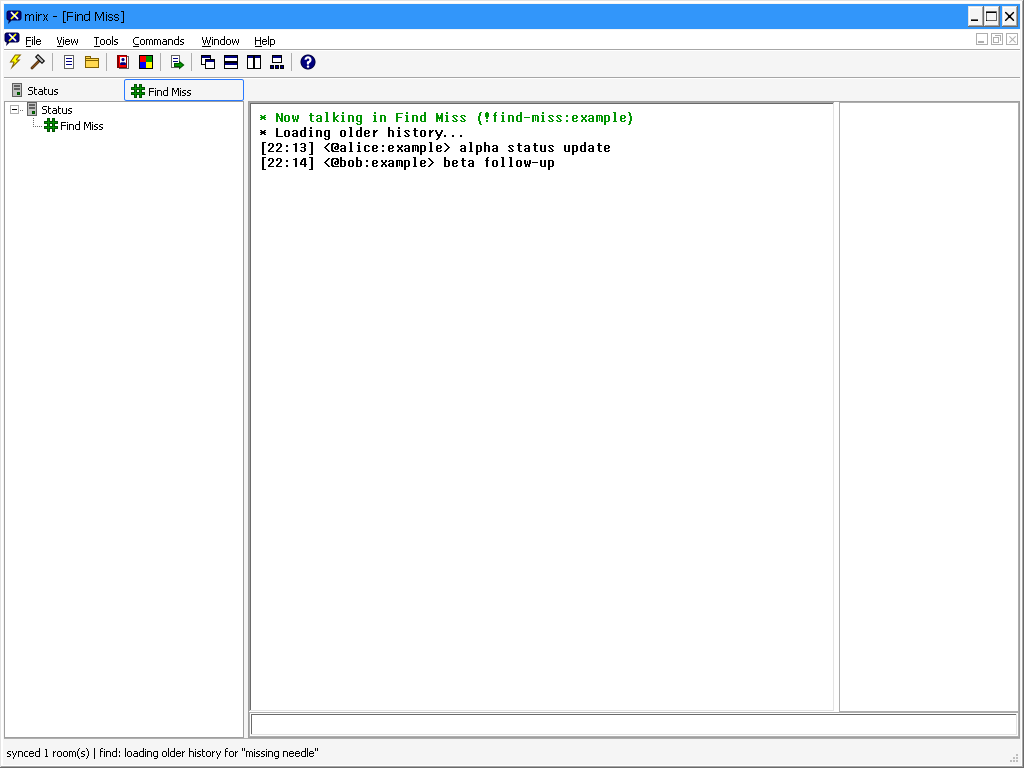 mirx - [Find Miss]
File View Tools Commands Window Help
Status Find Miss
Status
Find Miss
* Now talking in Find Miss (!find-miss:example)
* Loading older history...
[22:13] <@alice:example> alpha status update
[22:14] <@bob:example> beta follow-up
synced 1 room(s) | find: loading older history for "missing needle"